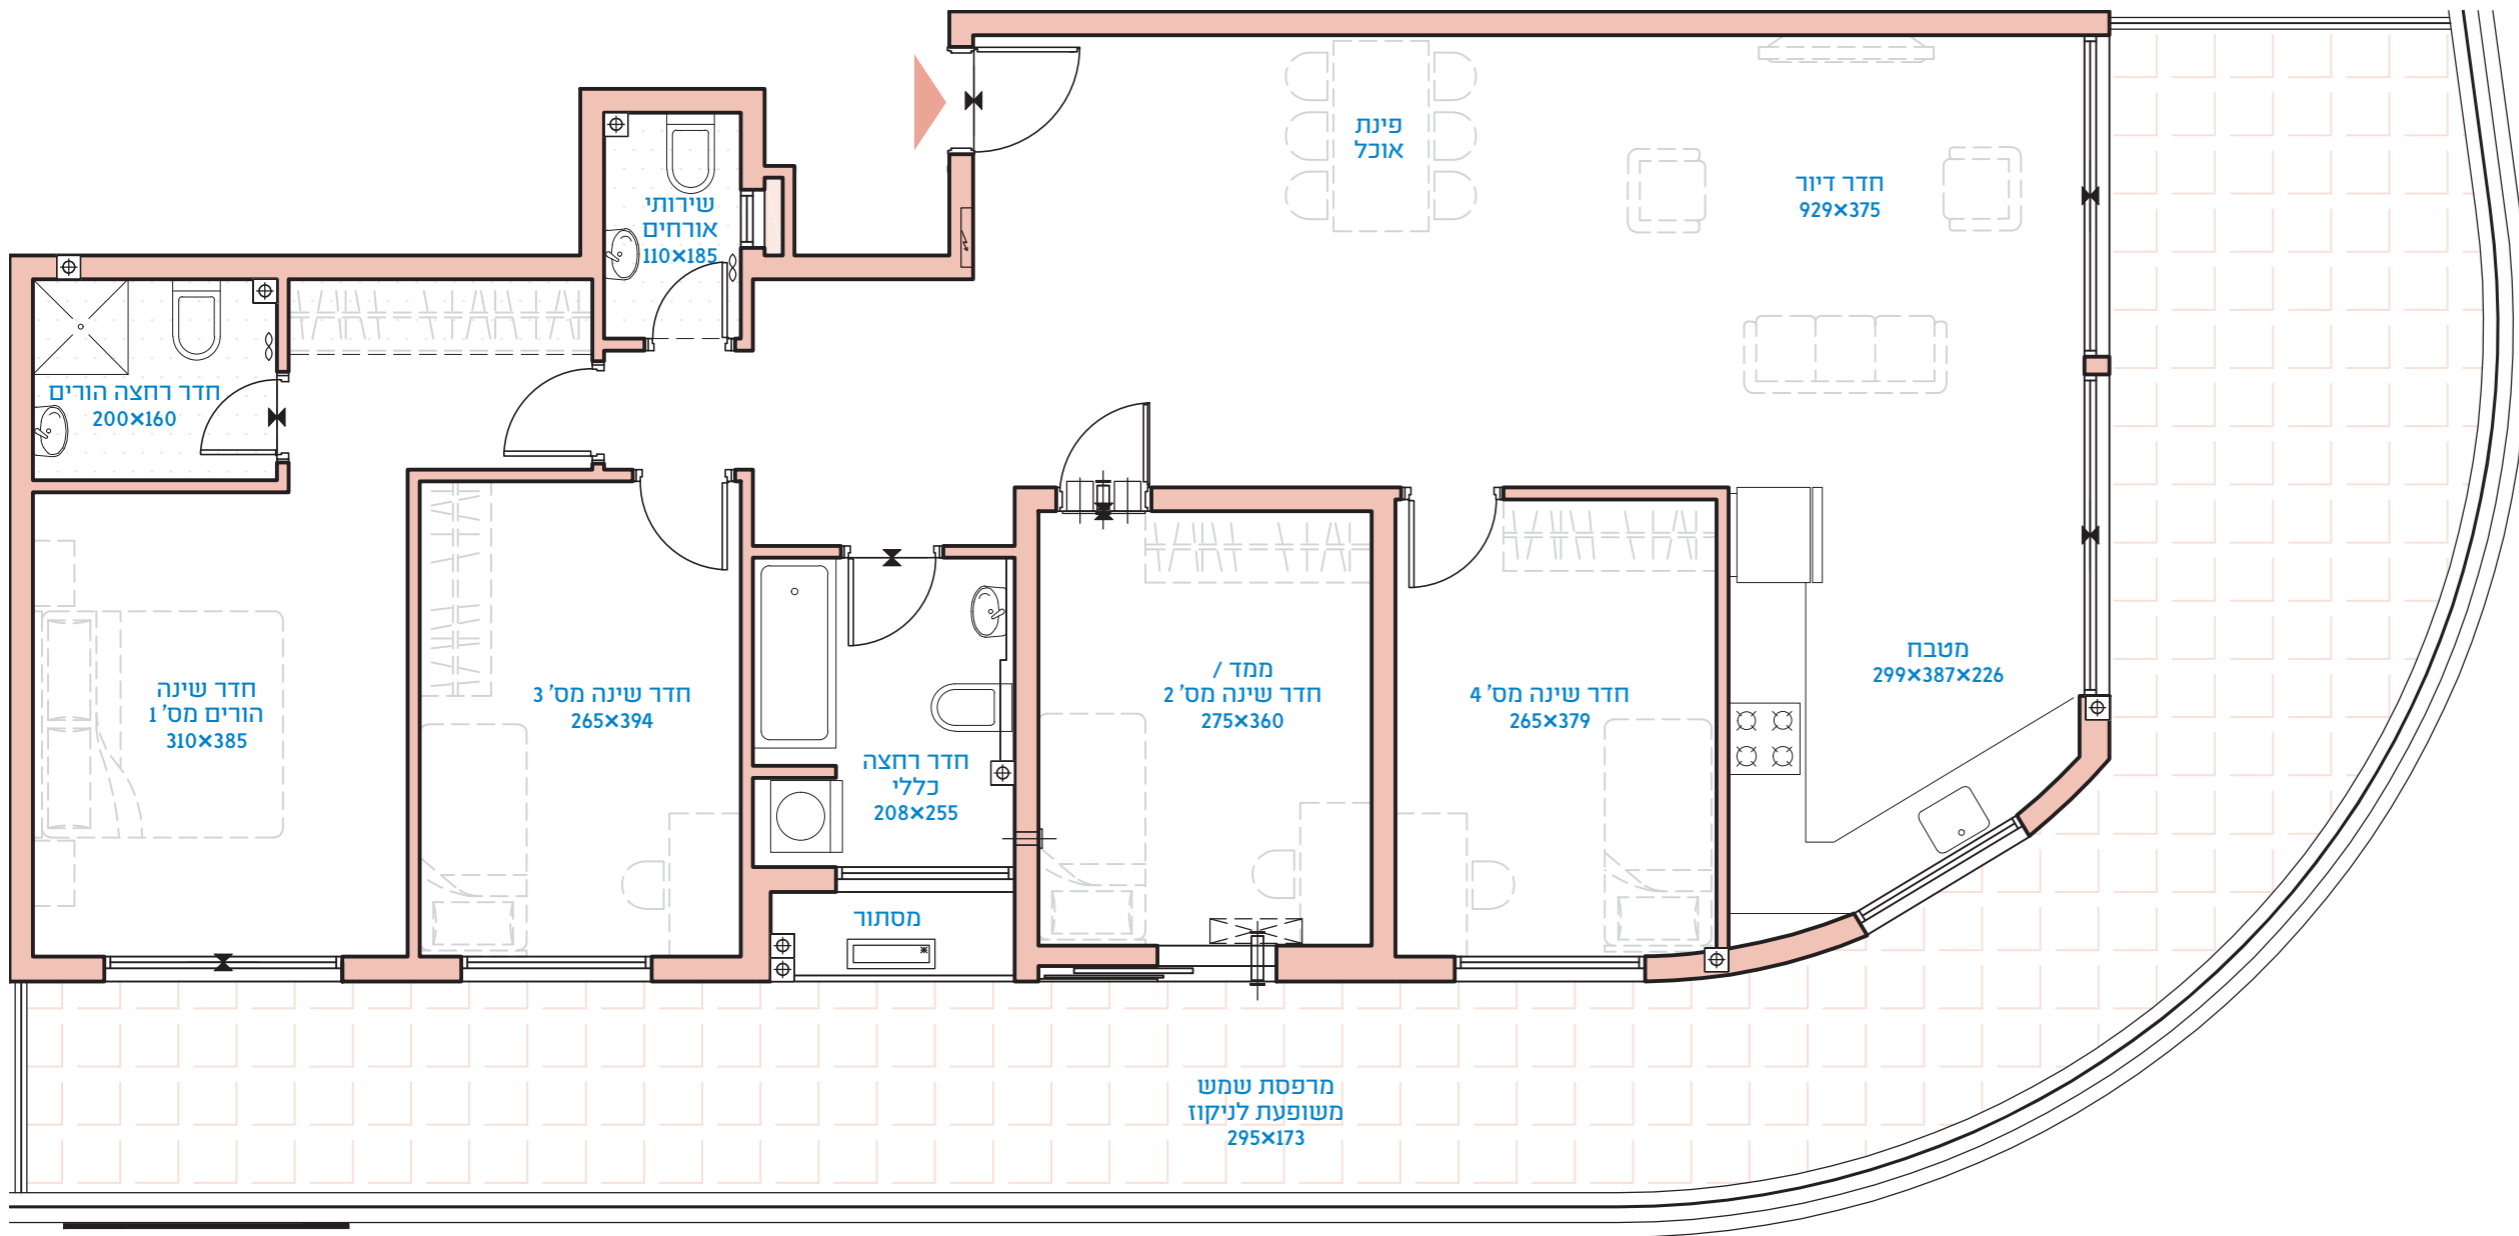 פינת
אוכל
חדר דיור
929×375
שירותי
אורחים
110×185
חדר רחצה הורים
200×160
חדר שינה
הורים מס' 1
310×385
חדר שינה מס' 3
265×394
חדר רחצה
כללי
208×255
מסתור
ממד /
חדר שינה מס' 2
275×360
חדר שינה מס' 4
265×379
מטבח
299×387×226
מרפסת שמש
משופעת לניקוז
295×173